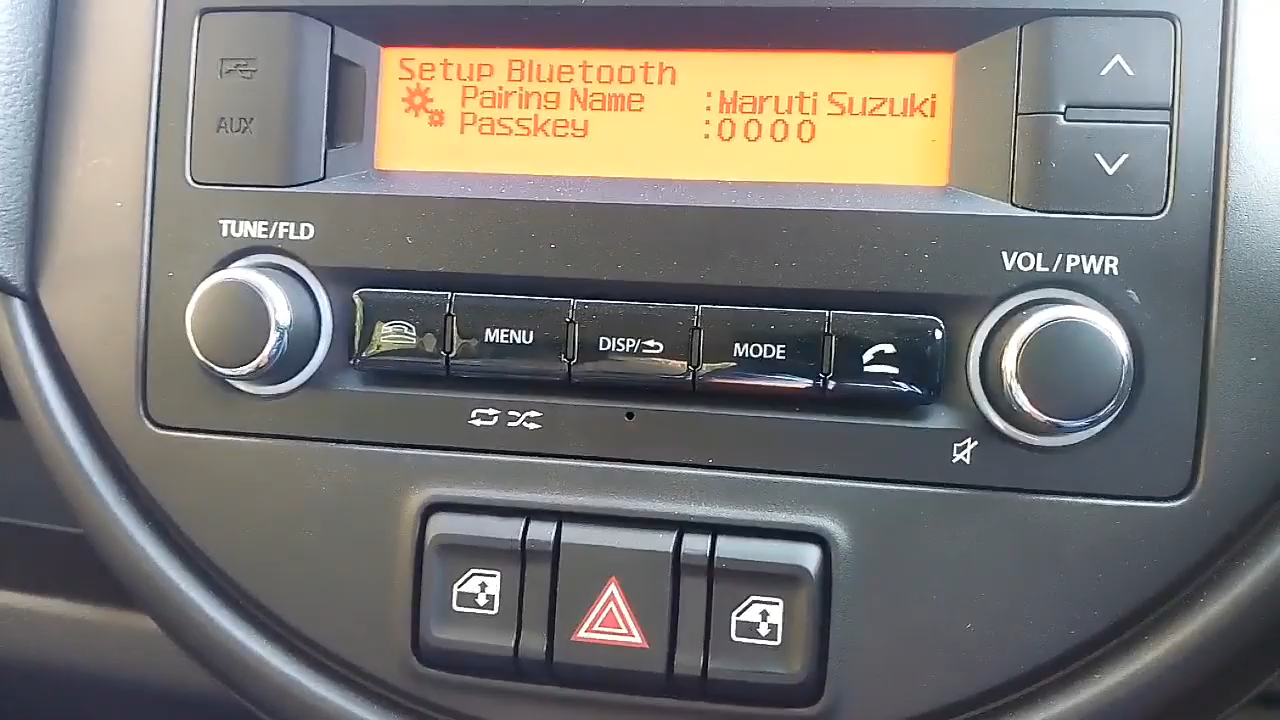 Setup Bluetooth
Pairing Name :Maruti Suzuki
Passkey :0000
AUX
TUNE/FLD
VOL/PWR
MENU
DISP/
MODE